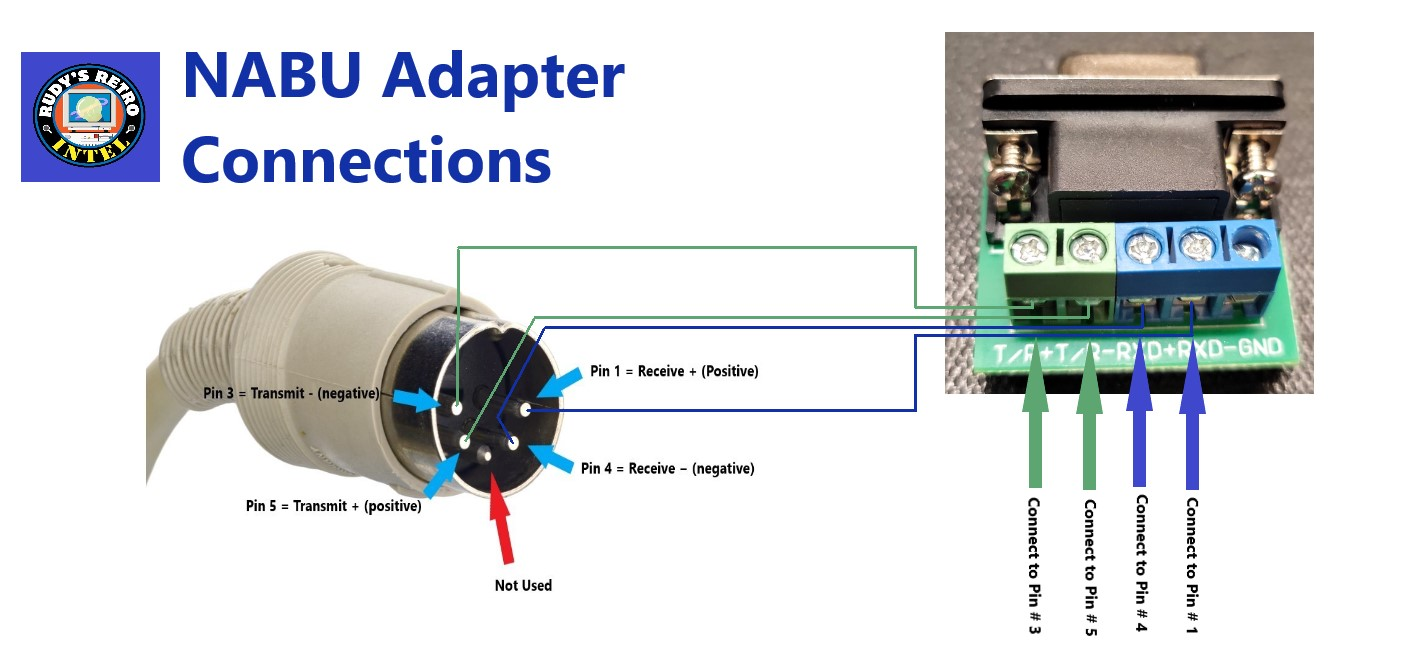 RUDY'S RETRO
INTEL
NABU Adapter
Connections
Pin 1 = Receive + (Positive)
Pin 3 = Transmit - (negative)
Pin 4 = Receive – (negative)
Pin 5 = Transmit + (positive)
Not Used
T/R+T/R-RXD+RXD-GND
Connect to Pin # 3
Connect to Pin # 5
Connect to Pin # 4
Connect to Pin # 1